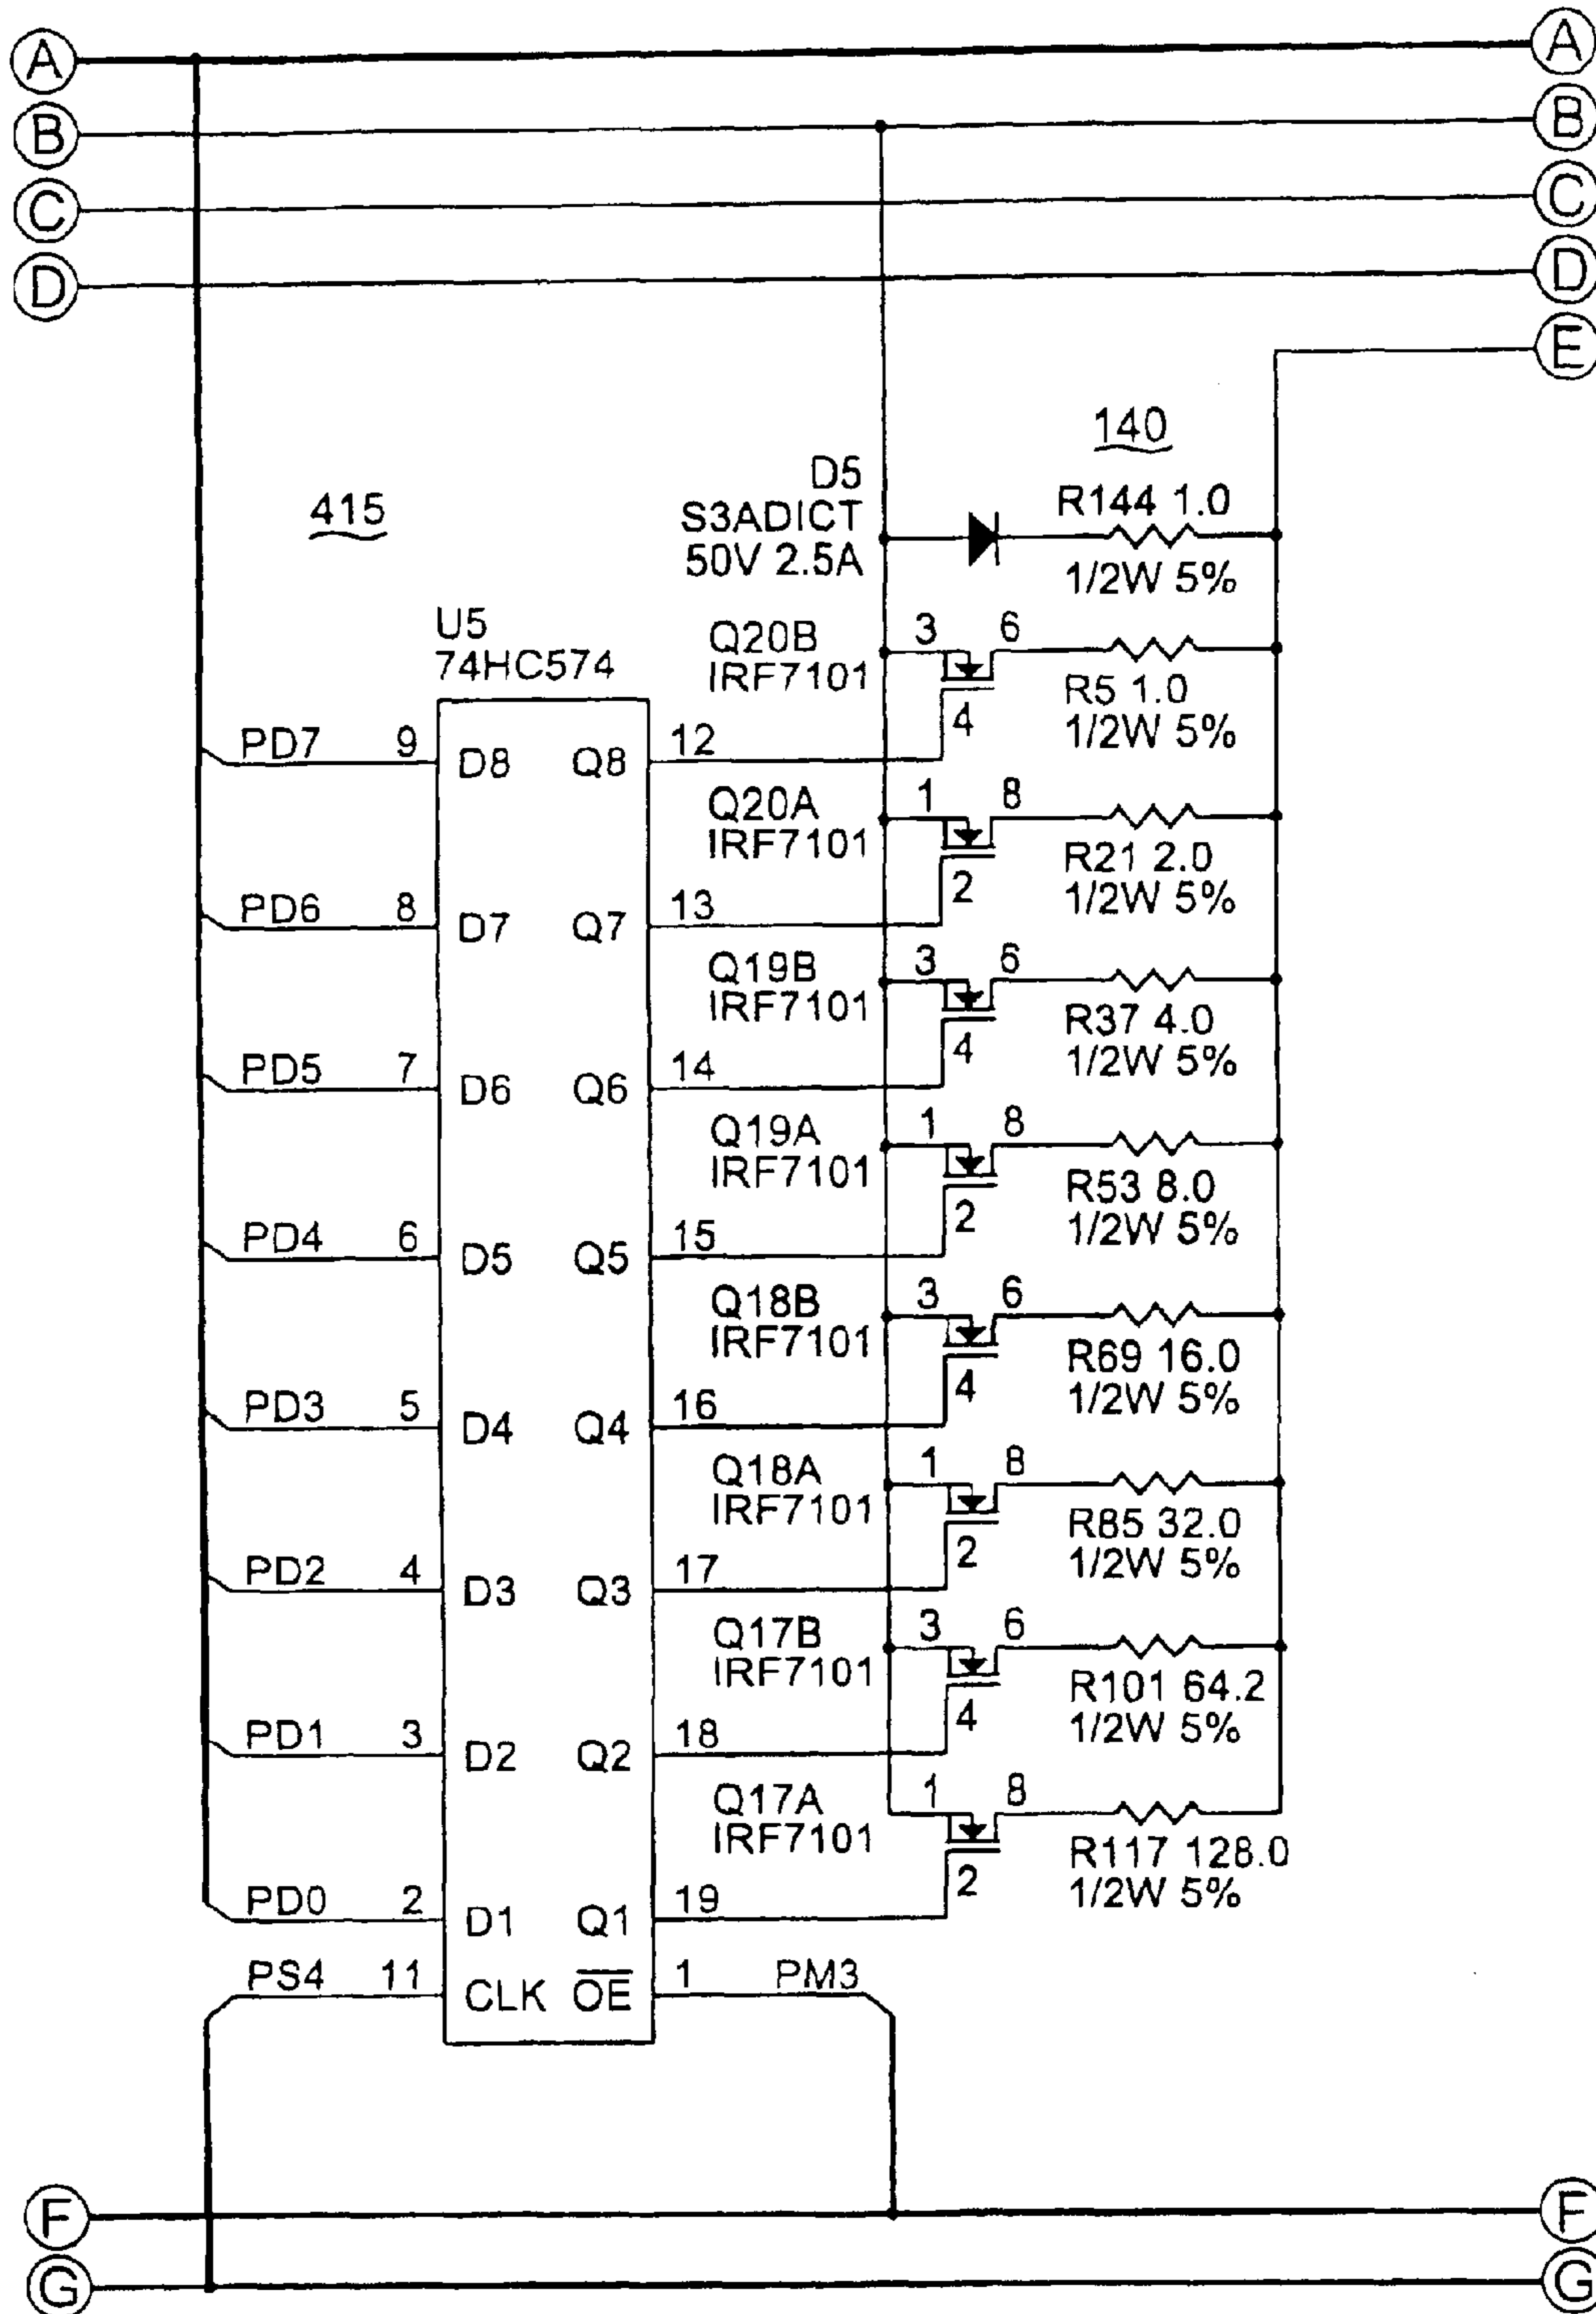 A A
B B
C C
D D
E
140
D5
S3ADICT
50V 2.5A
R144 1.0
1/2W 5%
415
U5
74HC574
Q20B
IRF7101
3 6
4
R5 1.0
1/2W 5%
PD7 9 D8 Q8 12
Q20A
IRF7101
1 8
2
R21 2.0
1/2W 5%
PD6 8 D7 Q7 13
Q19B
IRF7101
3 6
4
R37 4.0
1/2W 5%
PD5 7 D6 Q6 14
Q19A
IRF7101
1 8
2
R53 8.0
1/2W 5%
PD4 6 D5 Q5 15
Q18B
IRF7101
3 6
4
R69 16.0
1/2W 5%
PD3 5 D4 Q4 16
Q18A
IRF7101
1 8
2
R85 32.0
1/2W 5%
PD2 4 D3 Q3 17
Q17B
IRF7101
3 6
4
R101 64.2
1/2W 5%
PD1 3 D2 Q2 18
Q17A
IRF7101
1 8
2
R117 128.0
1/2W 5%
PD0 2 D1 Q1 19
PS4 11 CLK OE 1 PM3
F F
G G